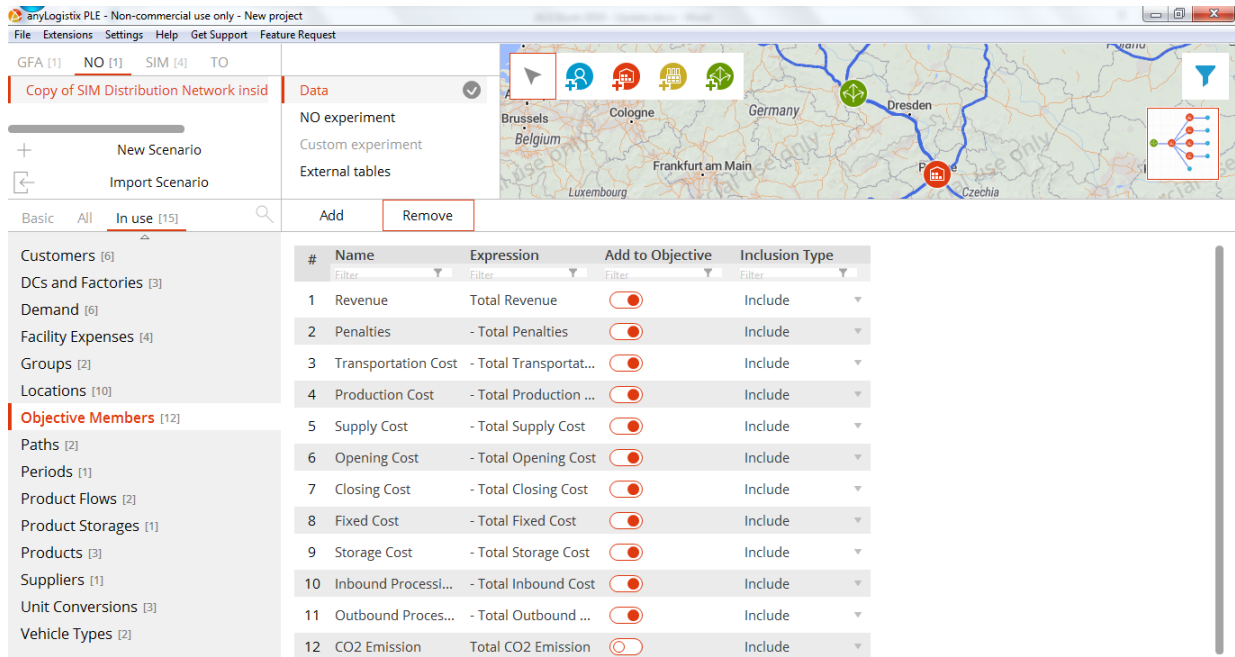 anyLogistix PLE - Non-commercial use only - New project
File Extensions Settings Help Get Support Feature Request
GFA [1] NO [1] SIM [4] TO
Copy of SIM Distribution Network insid
New Scenario
Import Scenario
Data
NO experiment
Custom experiment
External tables
Brussels
Belgium
Cologne
Germany
Dresden
Frankfurt am Main
Luxembourg
Czechia
Basic All In use [15]
Add Remove
Customers [6]
DCs and Factories [3]
Demand [6]
Facility Expenses [4]
Groups [2]
Locations [10]
Objective Members [12]
Paths [2]
Periods [1]
Product Flows [2]
Product Storages [1]
Products [3]
Suppliers [1]
Unit Conversions [3]
Vehicle Types [2]
# Name Expression Add to Objective Inclusion Type
Filter Filter Filter Filter
1 Revenue Total Revenue Include
2 Penalties - Total Penalties Include
3 Transportation Cost - Total Transportat... Include
4 Production Cost - Total Production ... Include
5 Supply Cost - Total Supply Cost Include
6 Opening Cost - Total Opening Cost Include
7 Closing Cost - Total Closing Cost Include
8 Fixed Cost - Total Fixed Cost Include
9 Storage Cost - Total Storage Cost Include
10 Inbound Processi... - Total Inbound Cost Include
11 Outbound Proces... - Total Outbound ... Include
12 CO2 Emission Total CO2 Emission Include